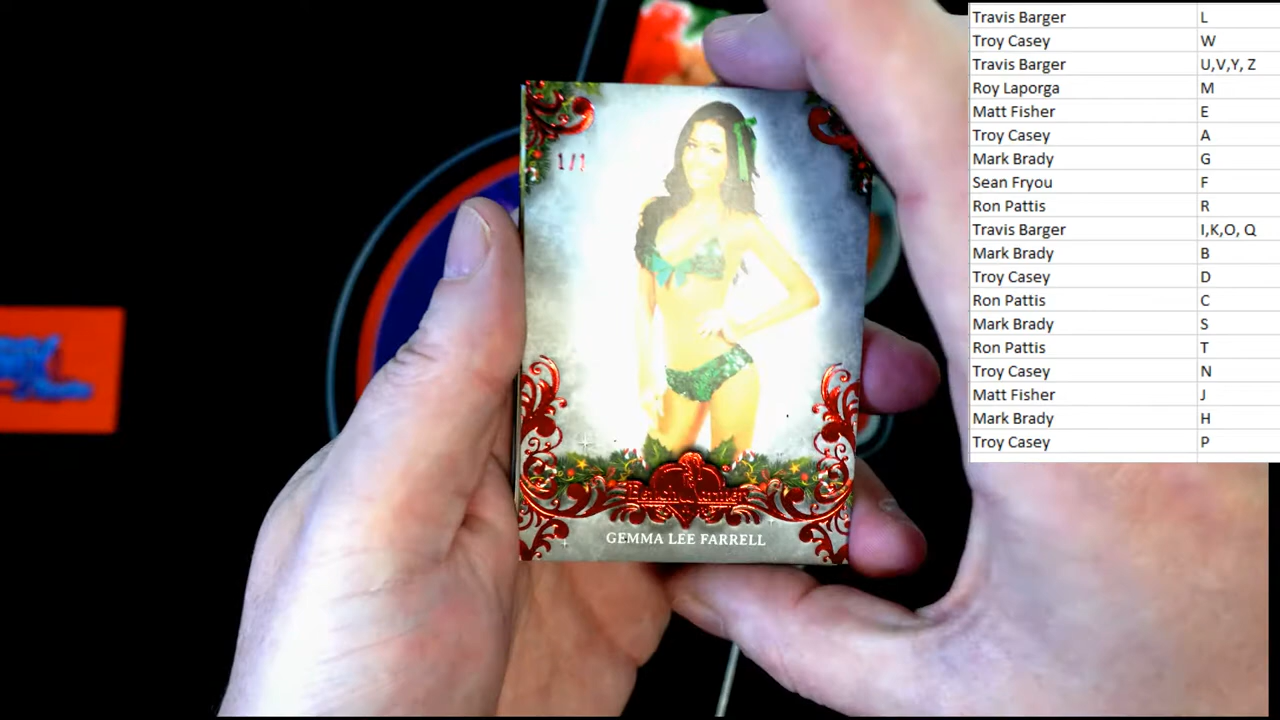 1/1
Bench Warmer
GEMMA LEE FARRELL
Travis Barger L
Troy Casey W
Travis Barger U,V,Y, Z
Roy Laporga M
Matt Fisher E
Troy Casey A
Mark Brady G
Sean Fryou F
Ron Pattis R
Travis Barger I,K,O, Q
Mark Brady B
Troy Casey D
Ron Pattis C
Mark Brady S
Ron Pattis T
Troy Casey N
Matt Fisher J
Mark Brady H
Troy Casey P